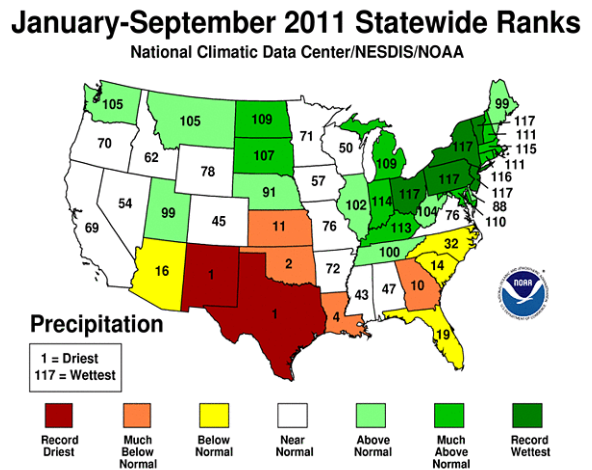 January-September 2011 Statewide Ranks
National Climatic Data Center/NESDIS/NOAA
105
105
109
71
99
117
111
115
111
116
117
88
110
70
62
78
107
50
109
117
117
54
99
45
91
57
102
114
117
104
76
69
11
76
113
100
32
16
1
2
72
14
1
4
43
47
10
19
NOAA
Precipitation
1 = Driest
117 = Wettest
Record
Driest
Much
Below
Normal
Below
Normal
Near
Normal
Above
Normal
Much
Above
Normal
Record
Wettest